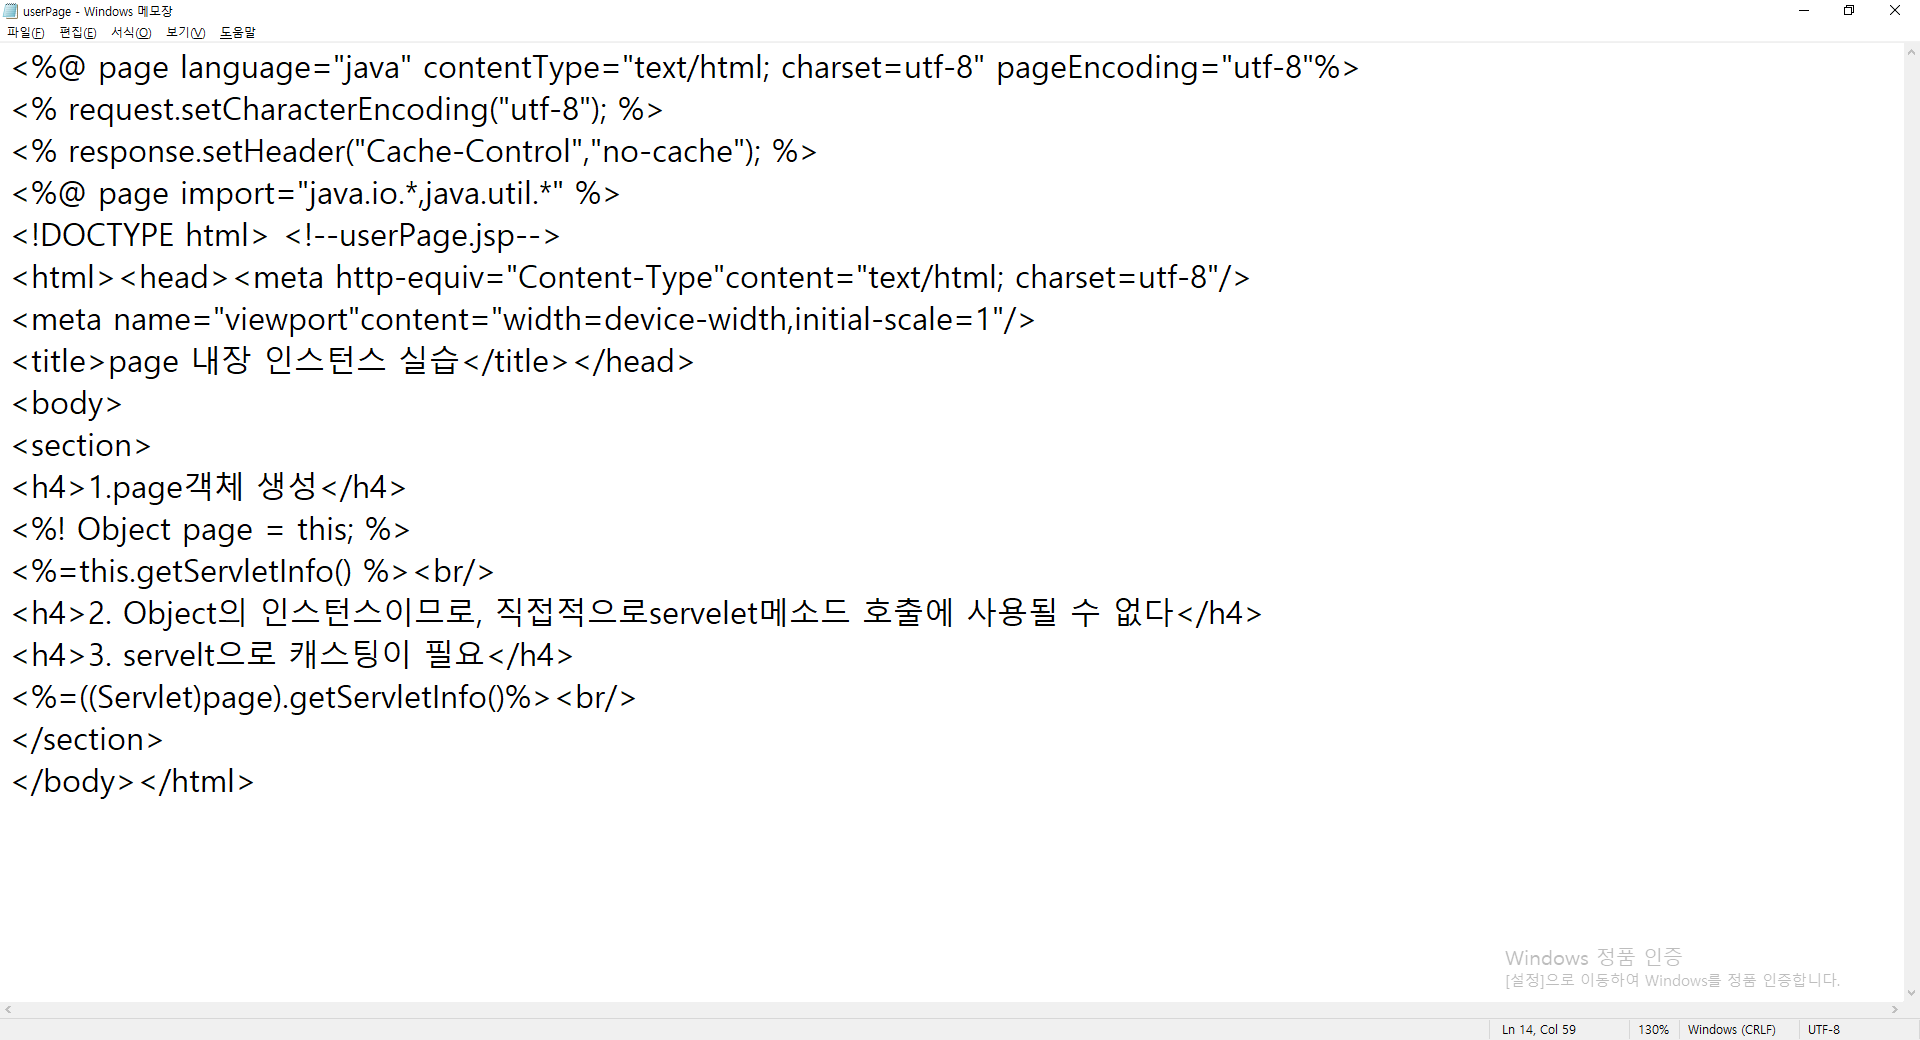 userPage - Windows 메모장
파일(F) 편집(E) 서식(O) 보기(V) 도움말
<%@ page language="java" contentType="text/html; charset=utf-8" pageEncoding="utf-8"%>
<% request.setCharacterEncoding("utf-8"); %>
<% response.setHeader("Cache-Control","no-cache"); %>
<%@ page import="java.io.*,java.util.*" %>
<!DOCTYPE html> <!--userPage.jsp-->
<html><head><meta http-equiv="Content-Type"content="text/html; charset=utf-8"/>
<meta name="viewport"content="width=device-width,initial-scale=1"/>
<title>page 내장 인스턴스 실습</title></head>
<body>
<section>
<h4>1.page객체 생성</h4>
<%! Object page = this; %>
<%=this.getServletInfo() %><br/>
<h4>2. Object의 인스턴스이므로, 직접적으로servelet메소드 호출에 사용될 수 없다</h4>
<h4>3. servelt으로 캐스팅이 필요</h4>
<%=((Servlet)page).getServletInfo()%><br/>
</section>
</body></html>
Windows 정품 인증
[설정]으로 이동하여 Windows를 정품 인증합니다.
Ln 14, Col 59 130% Windows (CRLF) UTF-8